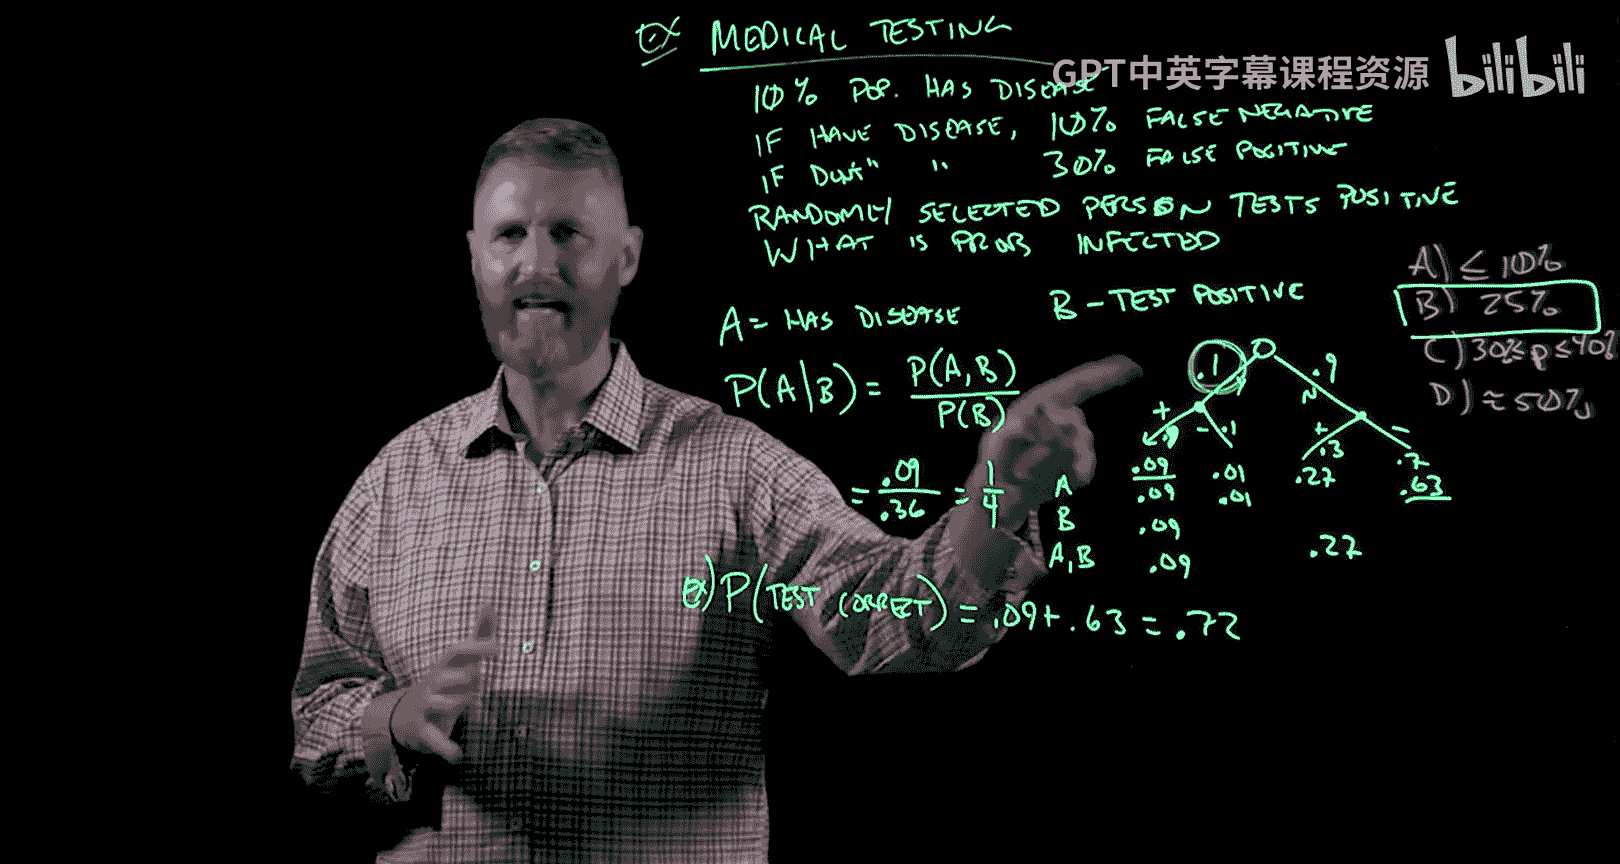 EX MEDICAL TESTING
GPT中英字幕课程资源 bilibili
10% POP. HAS DISEASE
IF HAVE DISEASE, 10% FALSE NEGATIVE
IF DON'T " 30% FALSE POSITIVE
RANDOMLY SELECTED PERSON TESTS POSITIVE
WHAT IS PROB INFECTED
A) ≤ 10%
B) 25%
C) 30% ≤ P ≤ 40%
D) ≈ 50%
A = HAS DISEASE B - TEST POSITIVE
P(A|B) = P(A,B) / P(B)
= .09 / .36 = 1/4
.1 .9
N
+ - .1 + .3 - .7
.09 .01 .27 .63
A .09 .01
B .09 .27
A,B .09
EX) P(TEST CORRECT) = .09 + .63 = .72